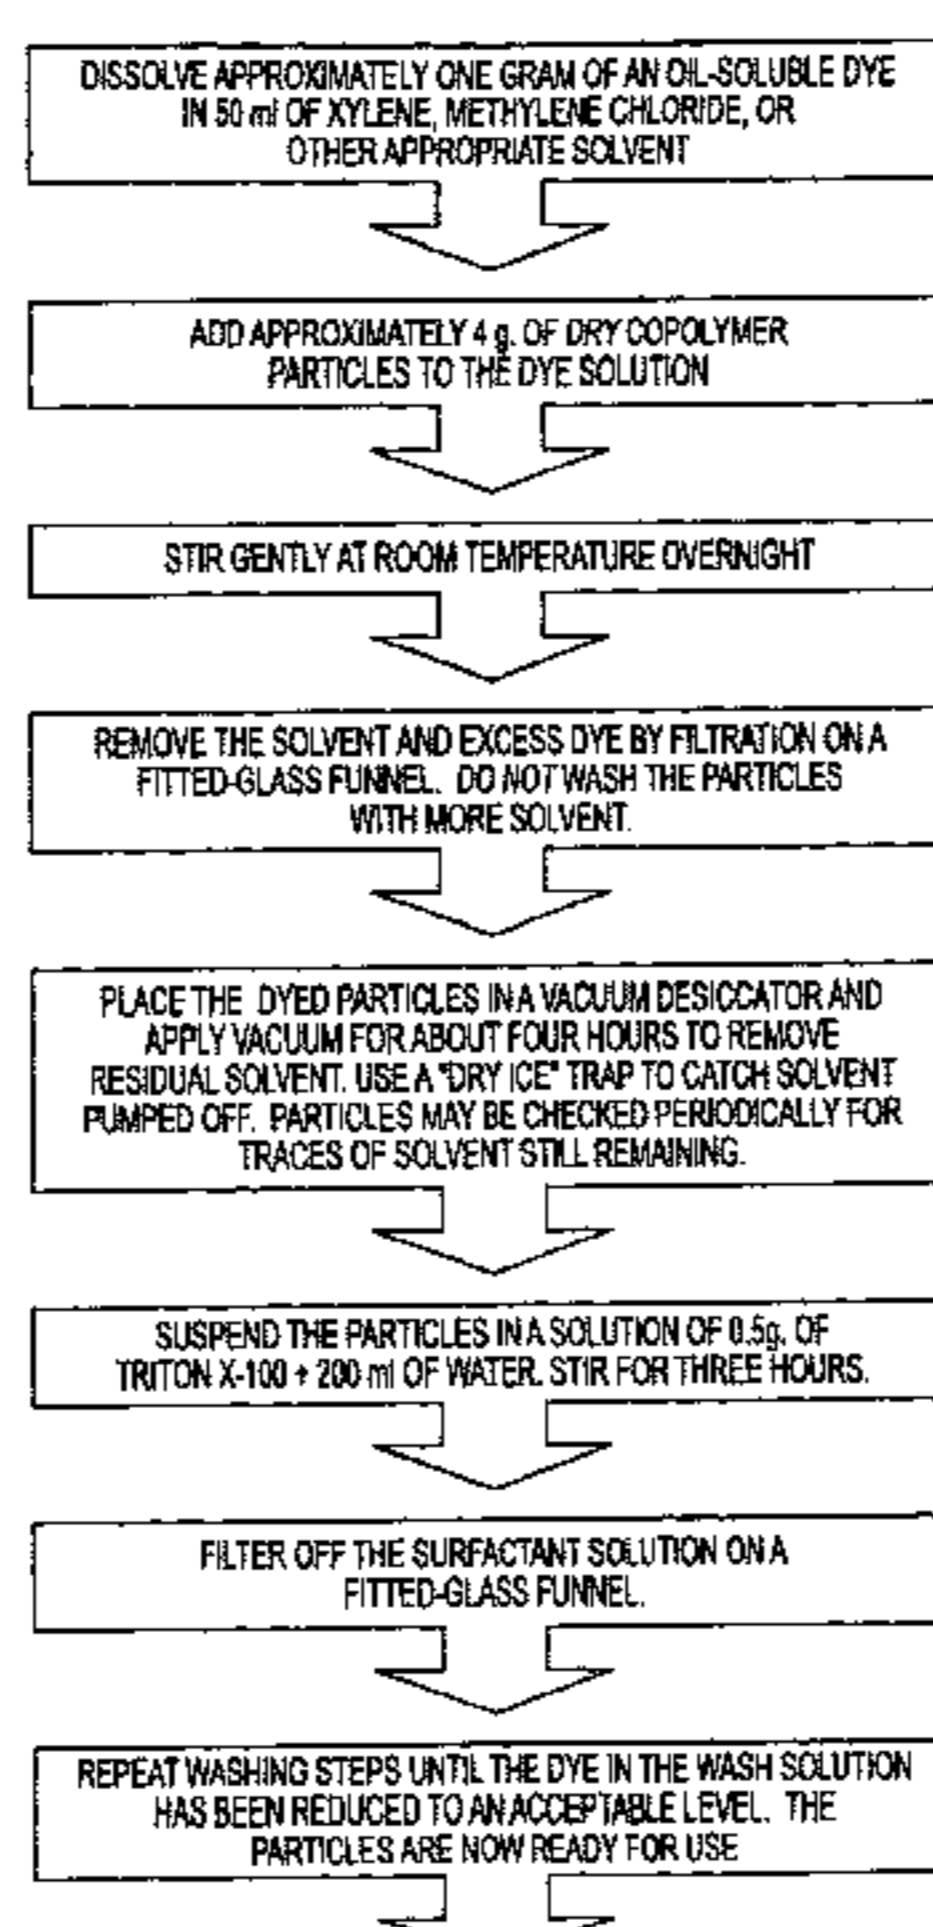 DISSOLVE APPROXIMATELY ONE GRAM OF AN OIL-SOLUBLE DYE
IN 50 ml OF XYLENE, METHYLENE CHLORIDE, OR
OTHER APPROPRIATE SOLVENT
ADD APPROXIMATELY 4 g. OF DRY COPOLYMER
PARTICLES TO THE DYE SOLUTION
STIR GENTLY AT ROOM TEMPERATURE OVERNIGHT
REMOVE THE SOLVENT AND EXCESS DYE BY FILTRATION ON A
FITTED-GLASS FUNNEL. DO NOT WASH THE PARTICLES
WITH MORE SOLVENT.
PLACE THE DYED PARTICLES IN A VACUUM DESICCATOR AND
APPLY VACUUM FOR ABOUT FOUR HOURS TO REMOVE
RESIDUAL SOLVENT. USE A "DRY ICE" TRAP TO CATCH SOLVENT
PUMPED OFF. PARTICLES MAY BE CHECKED PERIODICALLY FOR
TRACES OF SOLVENT STILL REMAINING.
SUSPEND THE PARTICLES IN A SOLUTION OF 0.5g. OF
TRITON X-100 + 200 ml OF WATER. STIR FOR THREE HOURS.
FILTER OFF THE SURFACTANT SOLUTION ON A
FITTED-GLASS FUNNEL.
REPEAT WASHING STEPS UNTIL THE DYE IN THE WASH SOLUTION
HAS BEEN REDUCED TO AN ACCEPTABLE LEVEL. THE
PARTICLES ARE NOW READY FOR USE